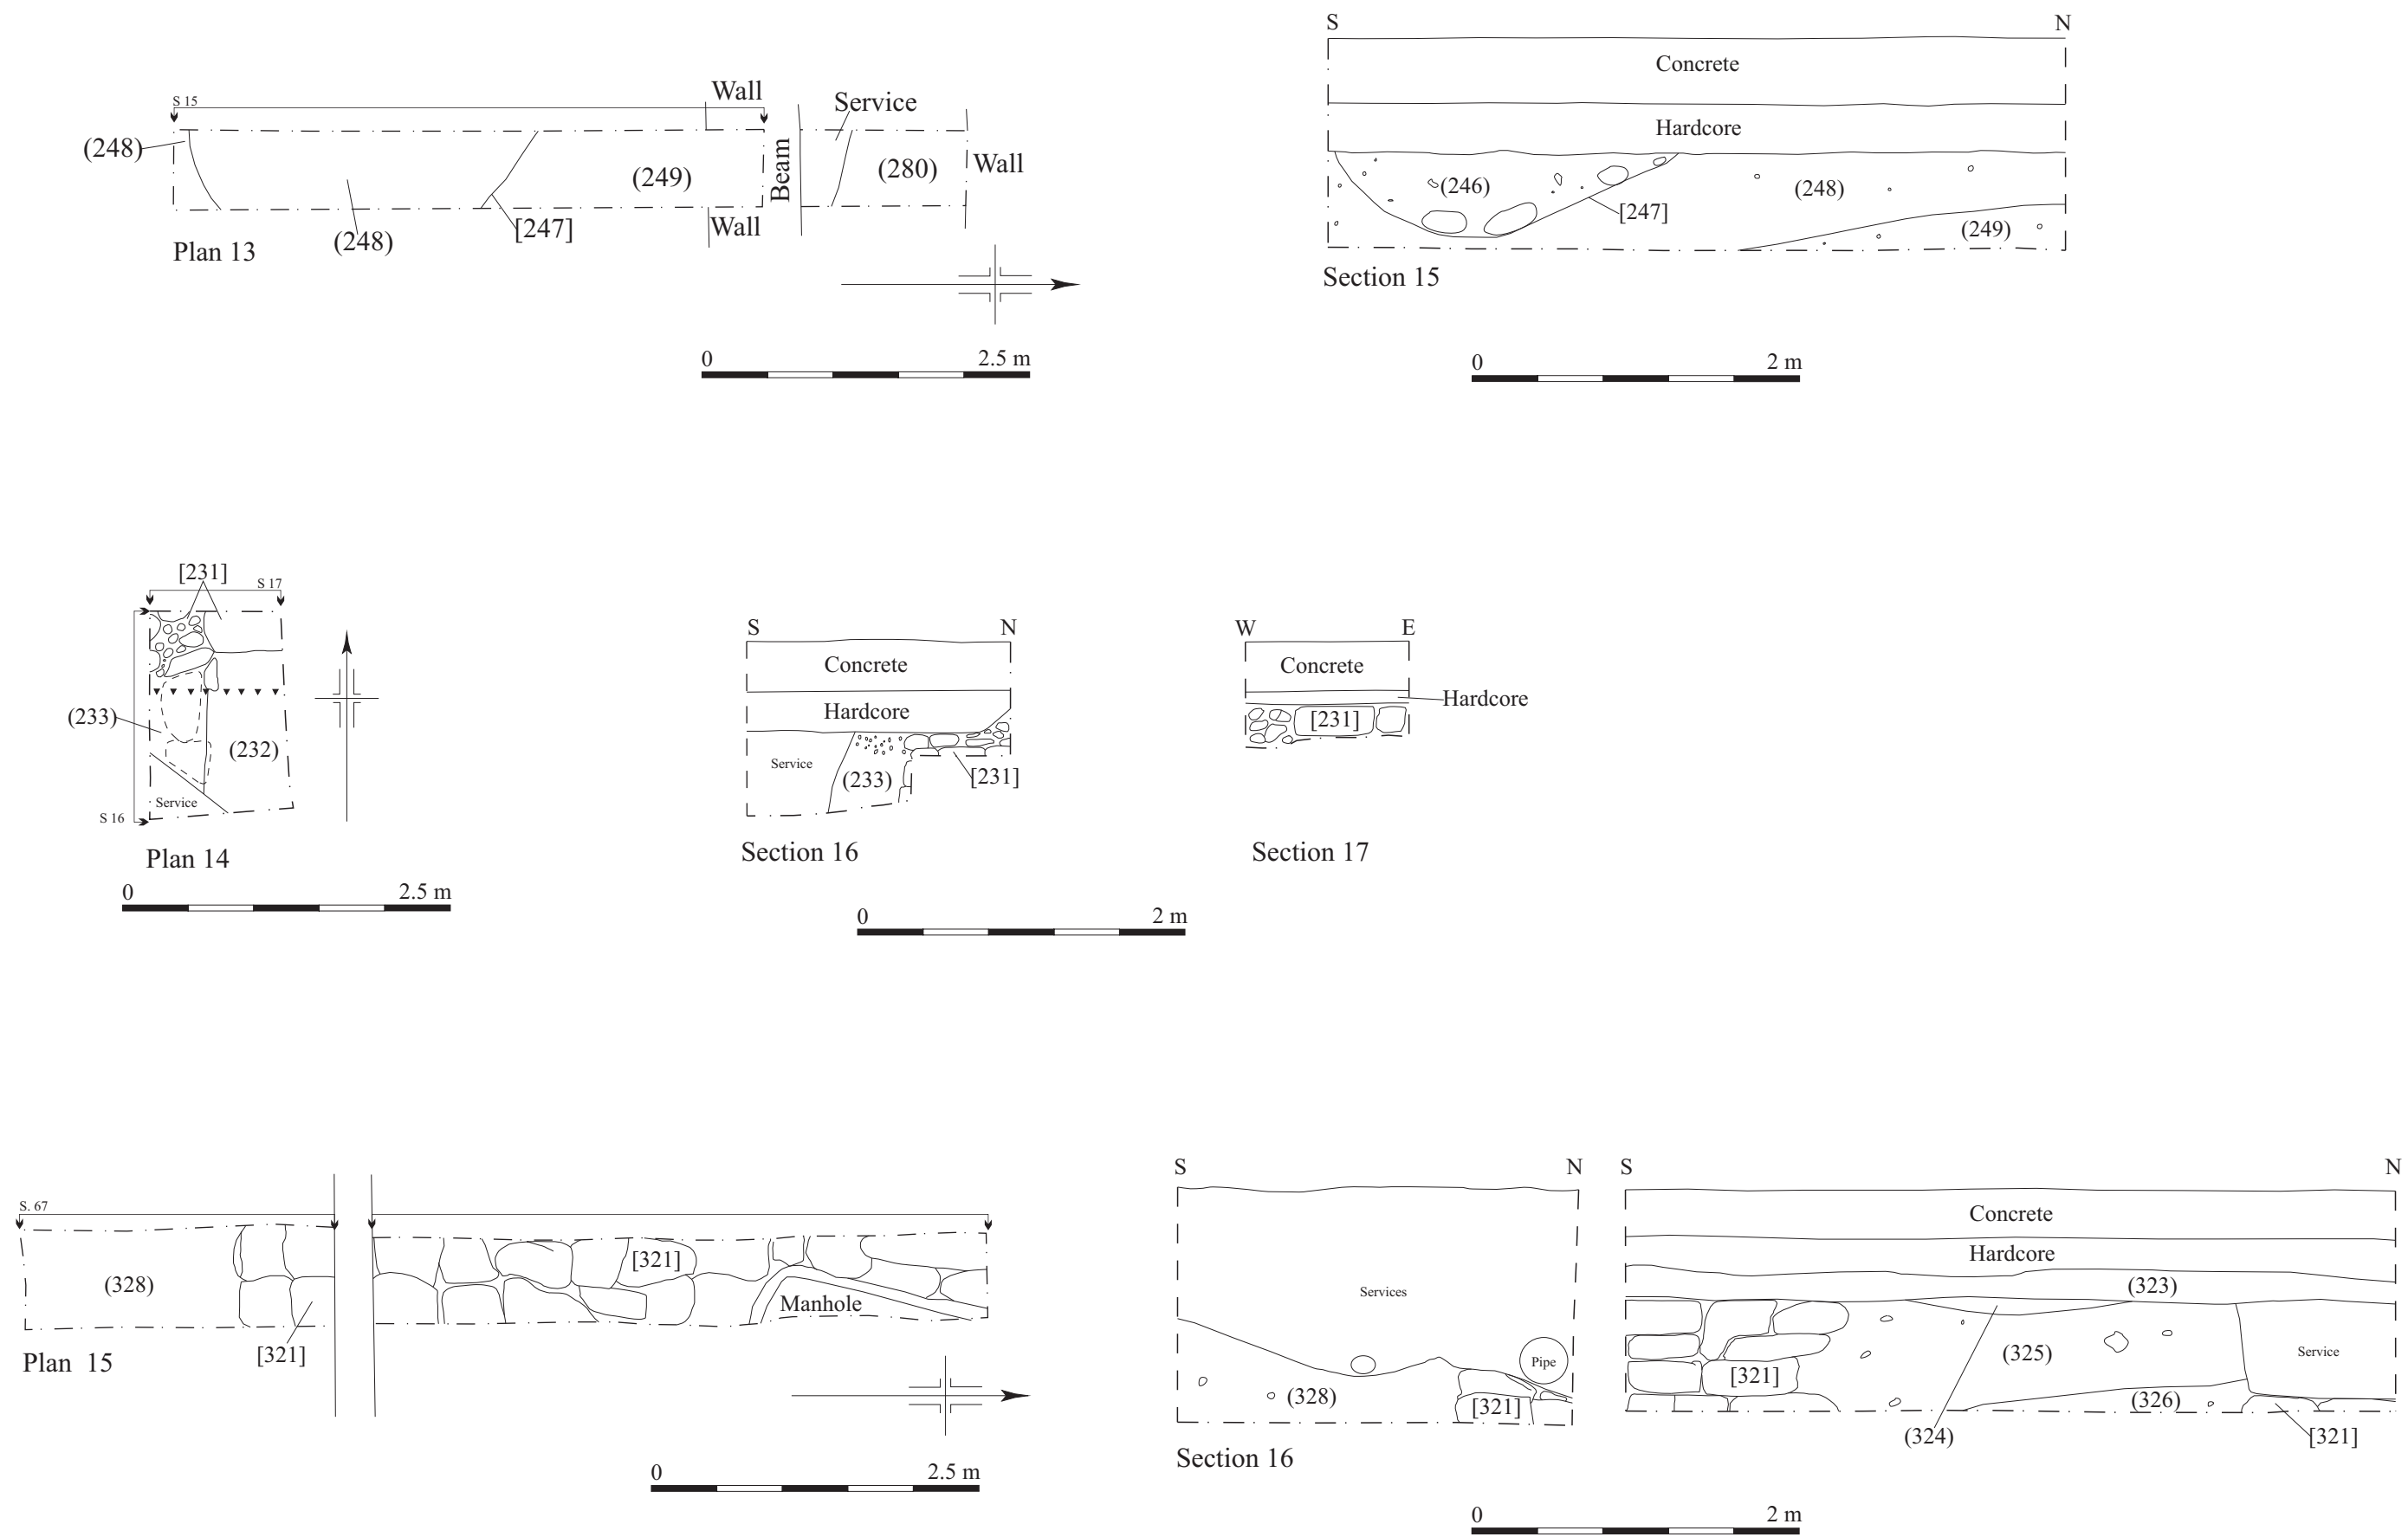 S 15
Wall
Service
(248)
(249)
Beam
(280)
Wall
(248)
[247]
Wall
Plan 13
0 2.5 m
S N
Concrete
Hardcore
(246)
(248)
[247]
(249)
Section 15
0 2 m
[231]
S 17
(233)
(232)
Service
S 16
Plan 14
0 2.5 m
S N
Concrete
Hardcore
Service
(233)
[231]
Section 16
0 2 m
W E
Concrete
Hardcore
[231]
Section 17
S. 67
(328)
[321]
Manhole
[321]
Plan 15
0 2.5 m
S N
Services
Pipe
(328)
[321]
Section 16
S N
Concrete
Hardcore
(323)
(325)
Service
[321]
(326)
(324)
[321]
0 2 m